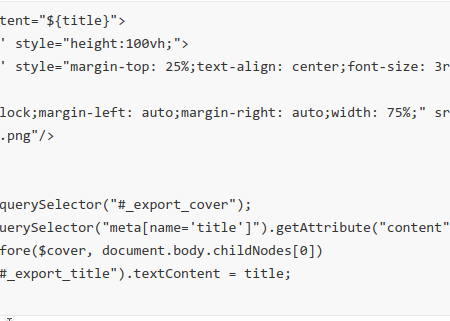 tent="${title}">
' style="height:100vh;">
' style="margin-top: 25%;text-align: center;font-size: 3r
lock;margin-left: auto;margin-right: auto;width: 75%;" sr
.png"/>
querySelector("#_export_cover");
uerySelector("meta[name='title']").getAttribute("content"
fore($cover, document.body.childNodes[0])
#_export_title").textContent = title;